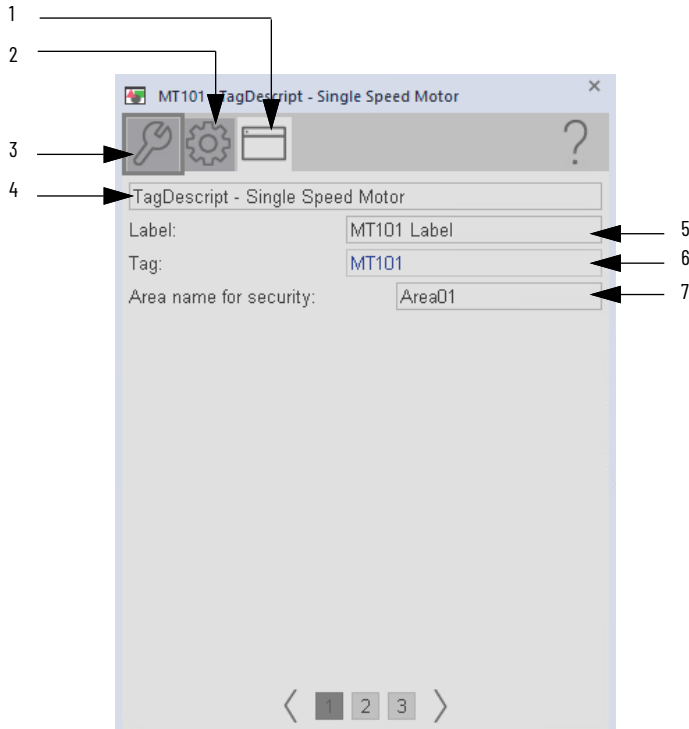 1
2
MT101 - TagDescript - Single Speed Motor
3
4
TagDescript - Single Speed Motor
Label: MT101 Label 5
Tag: MT101 6
Area name for security: Area01 7
1 2 3